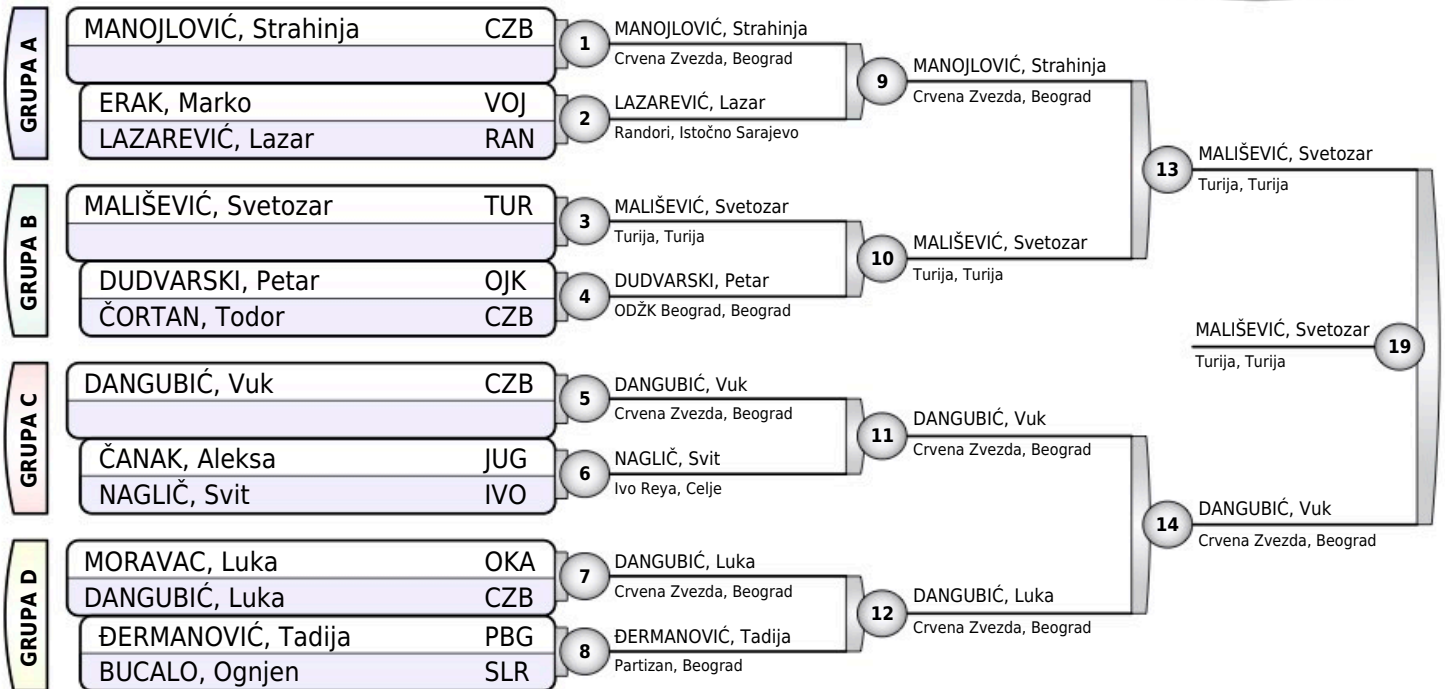 GRUPA A
MANOJLOVIĆ, Strahinja CZB
ERAK, Marko VOJ
LAZAREVIĆ, Lazar RAN
GRUPA B
MALIŠEVIĆ, Svetozar TUR
DUDVARSKI, Petar OJK
ČORTAN, Todor CZB
GRUPA C
DANGUBIĆ, Vuk CZB
ČANAK, Aleksa JUG
NAGLIČ, Svit IVO
GRUPA D
MORAVAC, Luka OKA
DANGUBIĆ, Luka CZB
ĐERMANOVIĆ, Tadija PBG
BUCALO, Ognjen SLR
1
MANOJLOVIĆ, Strahinja
Crvena Zvezda, Beograd
2
LAZAREVIĆ, Lazar
Randori, Istočno Sarajevo
3
MALIŠEVIĆ, Svetozar
Turija, Turija
4
DUDVARSKI, Petar
ODŽK Beograd, Beograd
5
DANGUBIĆ, Vuk
Crvena Zvezda, Beograd
6
NAGLIČ, Svit
Ivo Reya, Celje
7
DANGUBIĆ, Luka
Crvena Zvezda, Beograd
8
ĐERMANOVIĆ, Tadija
Partizan, Beograd
9
MANOJLOVIĆ, Strahinja
Crvena Zvezda, Beograd
10
MALIŠEVIĆ, Svetozar
Turija, Turija
11
DANGUBIĆ, Vuk
Crvena Zvezda, Beograd
12
DANGUBIĆ, Luka
Crvena Zvezda, Beograd
13
MALIŠEVIĆ, Svetozar
Turija, Turija
14
DANGUBIĆ, Vuk
Crvena Zvezda, Beograd
MALIŠEVIĆ, Svetozar
Turija, Turija
19